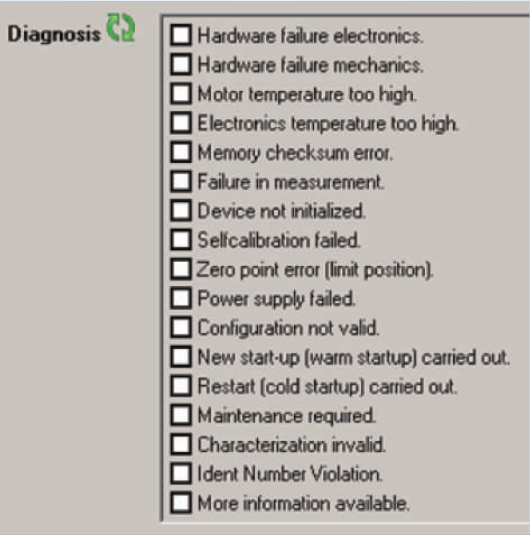 Diagnosis
Hardware failure electronics.
Hardware failure mechanics.
Motor temperature too high.
Electronics temperature too high.
Memory checksum error.
Failure in measurement.
Device not initialized.
Selfcalibration failed.
Zero point error (limit position).
Power supply failed.
Configuration not valid.
New start-up (warm startup) carried out.
Restart (cold startup) carried out.
Maintenance required.
Characterization invalid.
Ident Number Violation.
More information available.